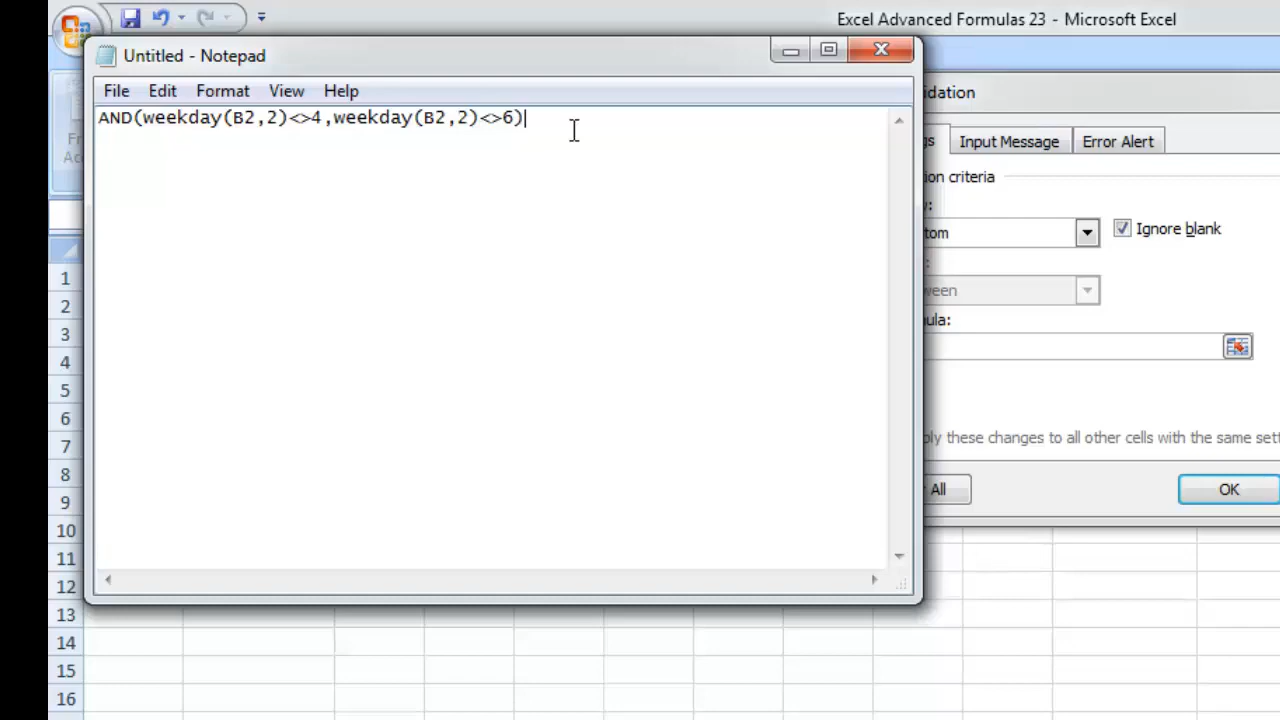 Excel Advanced Formulas 23 - Microsoft Excel
Untitled - Notepad
File Edit Format View Help
AND(weekday(B2,2)<>4,weekday(B2,2)<>6)
idation
gs Input Message Error Alert
ion criteria
tom Ignore blank
ween
ula:
ply these changes to all other cells with the same sett
All OK
1
2
3
4
5
6
7
8
9
10
11
12
13
14
15
16